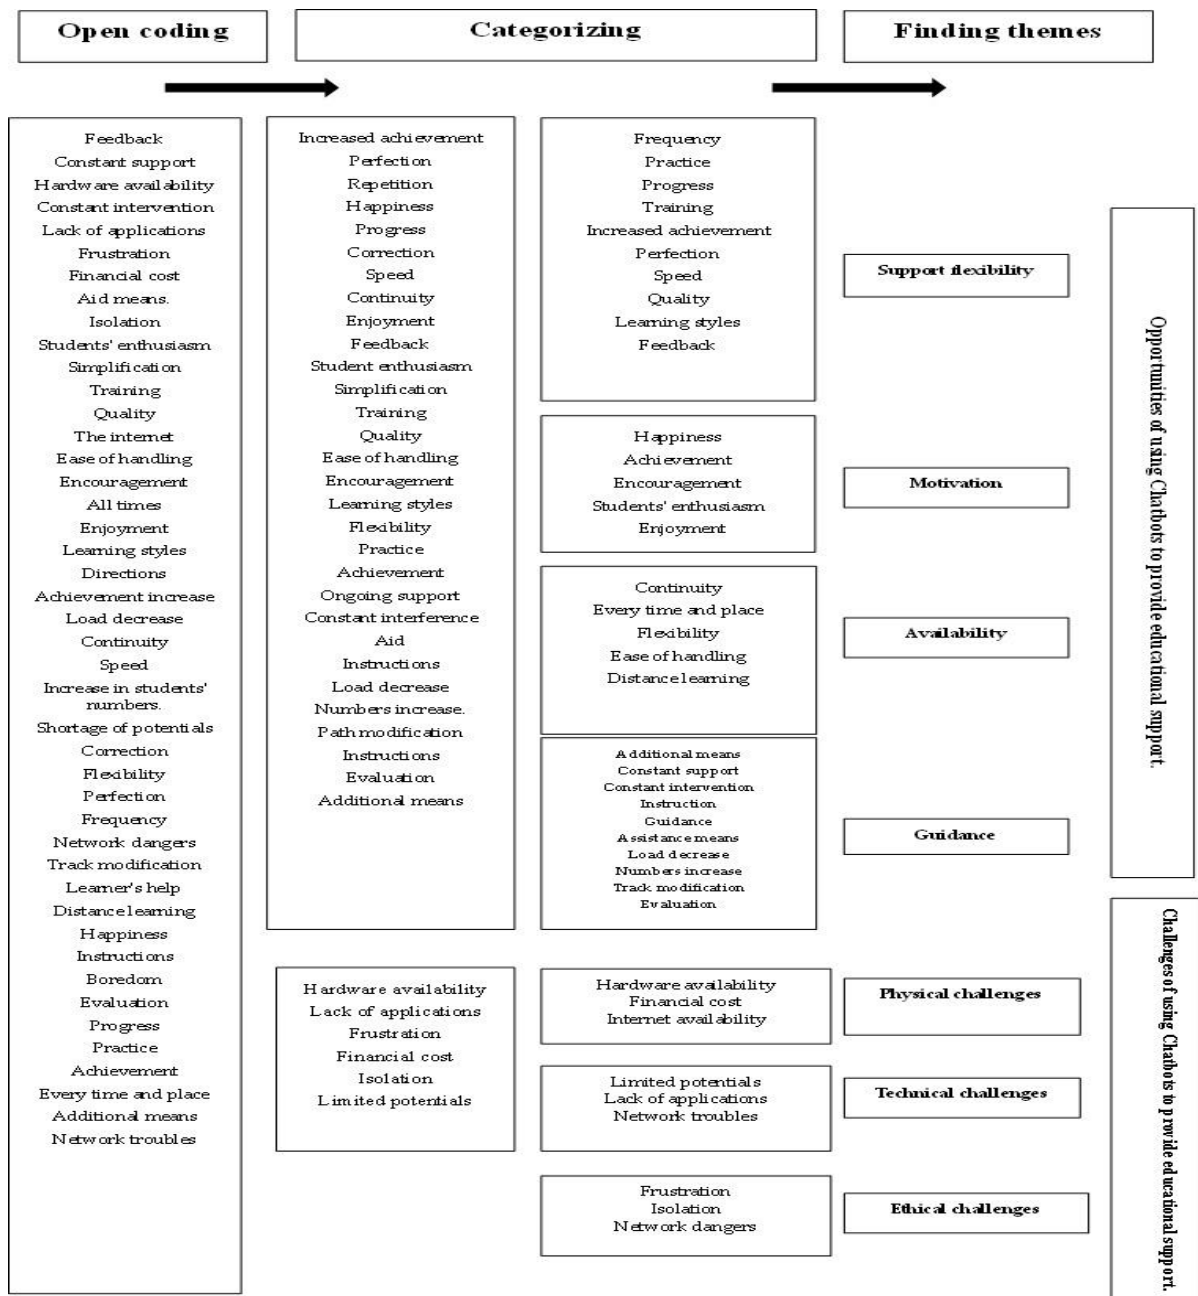 Open coding
Categorizing
Finding themes
Feedback
Constant support
Hardware availability
Constant intervention
Lack of applications
Frustration
Financial cost
Aid means.
Isolation
Students' enthusiasm
Simplification
Training
Quality
The internet
Ease of handling
Encouragement
All times
Enjoyment
Learning styles
Directions
Achievement increase
Load decrease
Continuity
Speed
Increase in students'
numbers.
Shortage of potentials
Correction
Flexibility
Perfection
Frequency
Network dangers
Track modification
Learner's help
Distance learning
Happiness
Instructions
Boredom
Evaluation
Progress
Practice
Achievement
Every time and place
Additional means
Network troubles
Increased achievement
Perfection
Repetition
Happiness
Progress
Correction
Speed
Continuity
Enjoyment
Feedback
Student enthusiasm
Simplification
Training
Quality
Ease of handling
Encouragement
Learning styles
Flexibility
Practice
Achievement
Ongoing support
Constant interference
Aid
Instructions
Load decrease
Numbers increase.
Path modification
Instructions
Evaluation
Additional means
Hardware availability
Lack of applications
Frustration
Financial cost
Isolation
Limited potentials
Frequency
Practice
Progress
Training
Increased achievement
Perfection
Speed
Quality
Learning styles
Feedback
Happiness
Achievement
Encouragement
Students' enthusiasm
Enjoyment
Continuity
Every time and place
Flexibility
Ease of handling
Distance learning
Additional means
Constant support
Constant intervention
Instruction
Guidance
Assistance means
Load decrease
Numbers increase
Track modification
Evaluation
Hardware availability
Financial cost
Internet availability
Limited potentials
Lack of applications
Network troubles
Frustration
Isolation
Network dangers
Support flexibility
Motivation
Availability
Guidance
Physical challenges
Technical challenges
Ethical challenges
Opportunities of using Chatbots to provide educational support.
Challenges of using Chatbots to provide educational support.